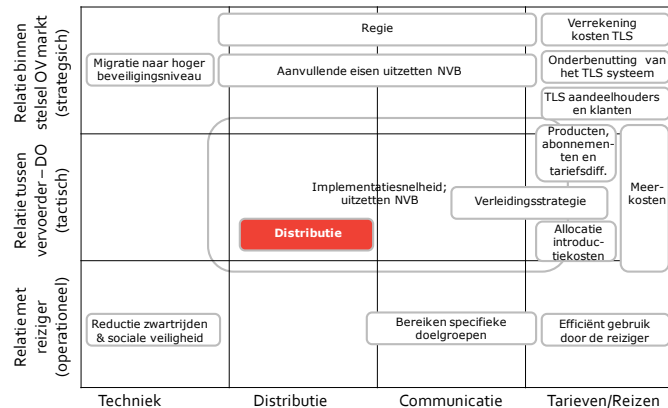 Relatie binnen
stelsel OV markt
(strategsich)
Regie
Verrekening
kosten TLS
Migratie naar hoger
beveiligingsniveau
Aanvullende eisen uitzetten NVB
Onderbenutting van
het TLS systeem
TLS aandeelhouders
en klanten
Relatie tussen
vervoerder – DO
(tactisch)
Producten,
abonnemen-
ten en
tariefsdiff.
Implementatiesnelheid;
uitzetten NVB
Verleidingsstrategie
Meer-
kosten
Distributie
Allocatie
introduc-
tiekosten
Relatie met
reiziger
(operationeel)
Reductie zwartrijden
& sociale veiligheid
Bereiken specifieke
doelgroepen
Efficiënt gebruik
door de reiziger
Techniek
Distributie
Communicatie
Tarieven/Reizen